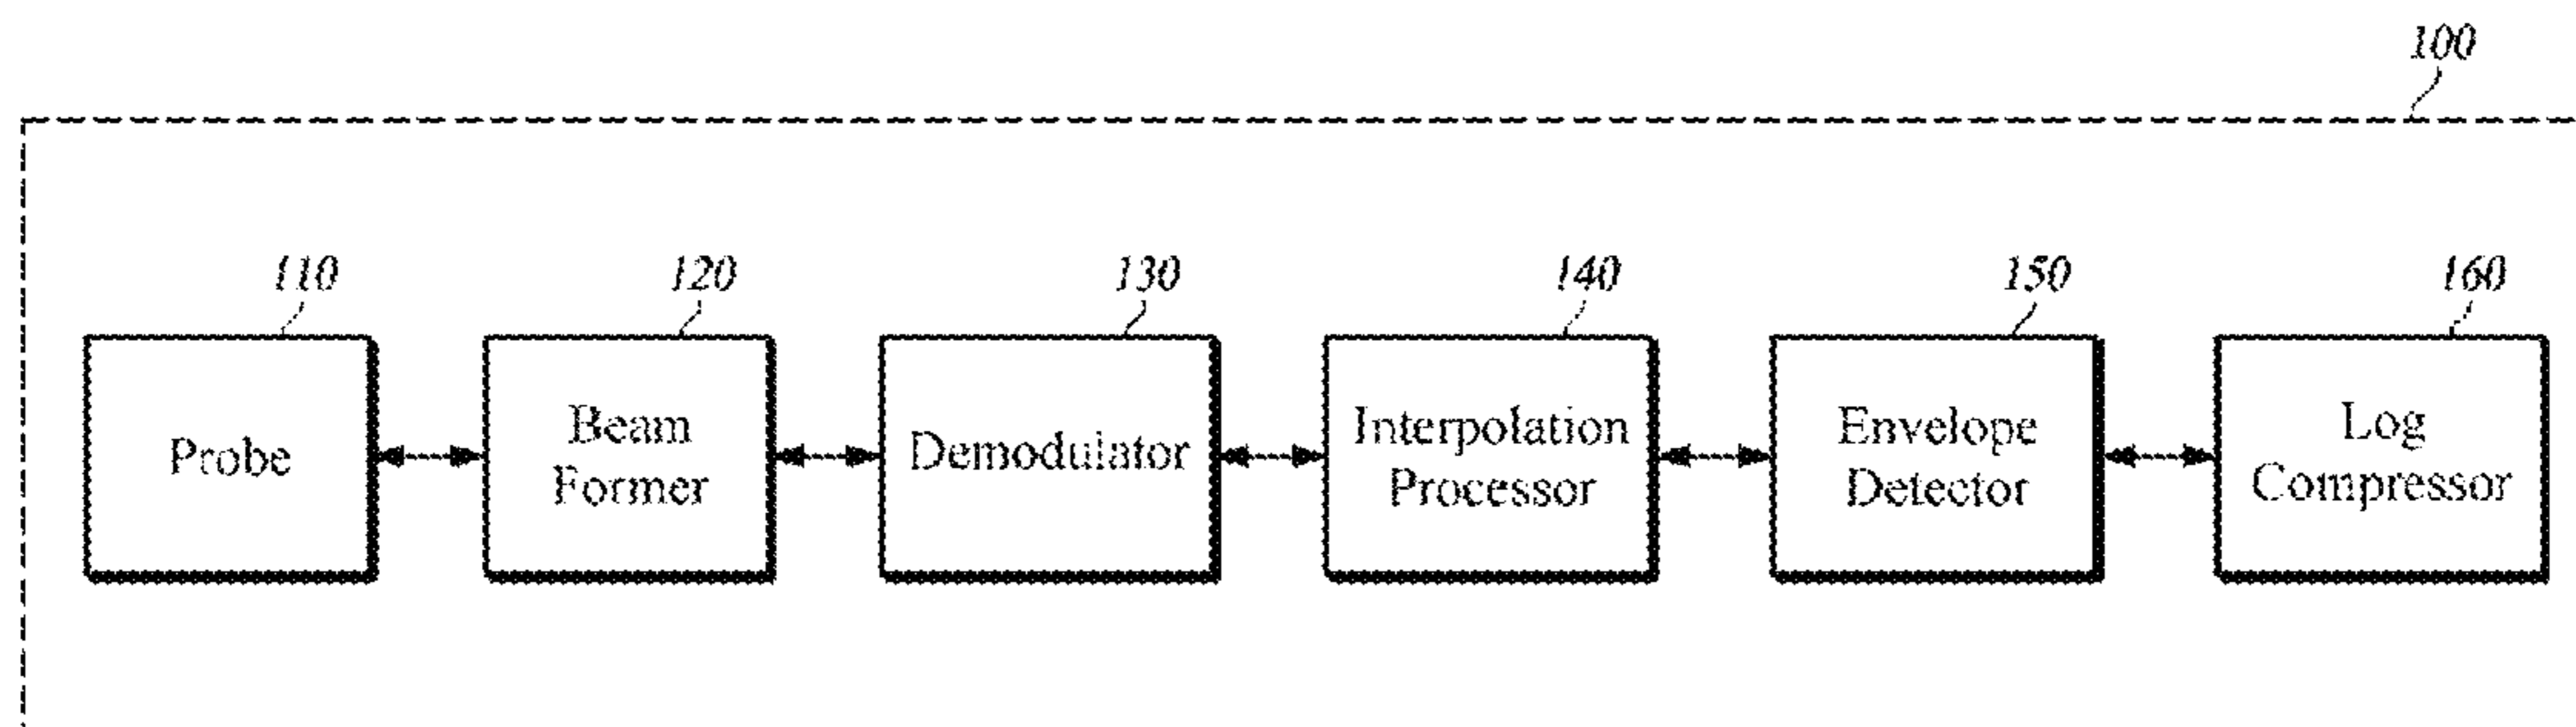 100
110
120
130
140
150
160
Probe
Beam
Former
Demodulator
Interpolation
Processor
Envelope
Detector
Log
Compressor